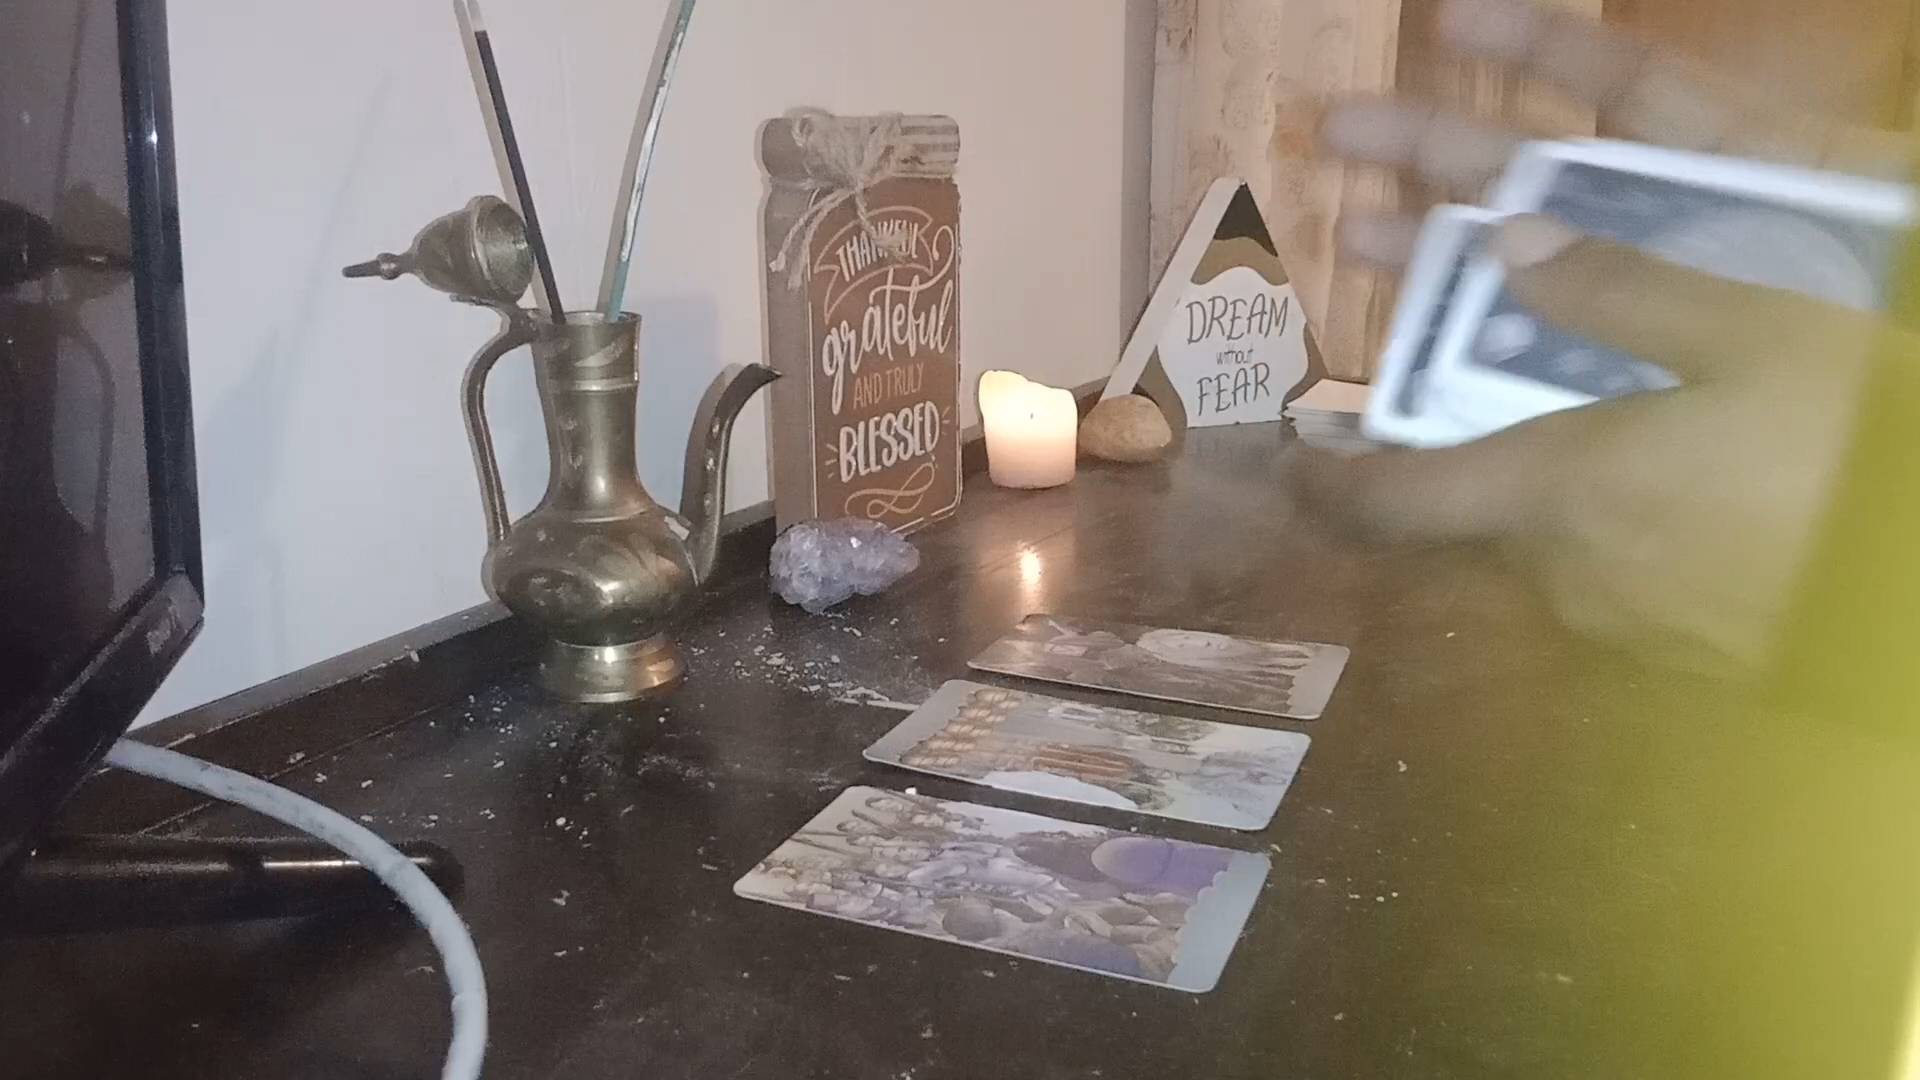 THANKFUL
grateful
AND TRULY
BLESSED
DREAM
without
FEAR